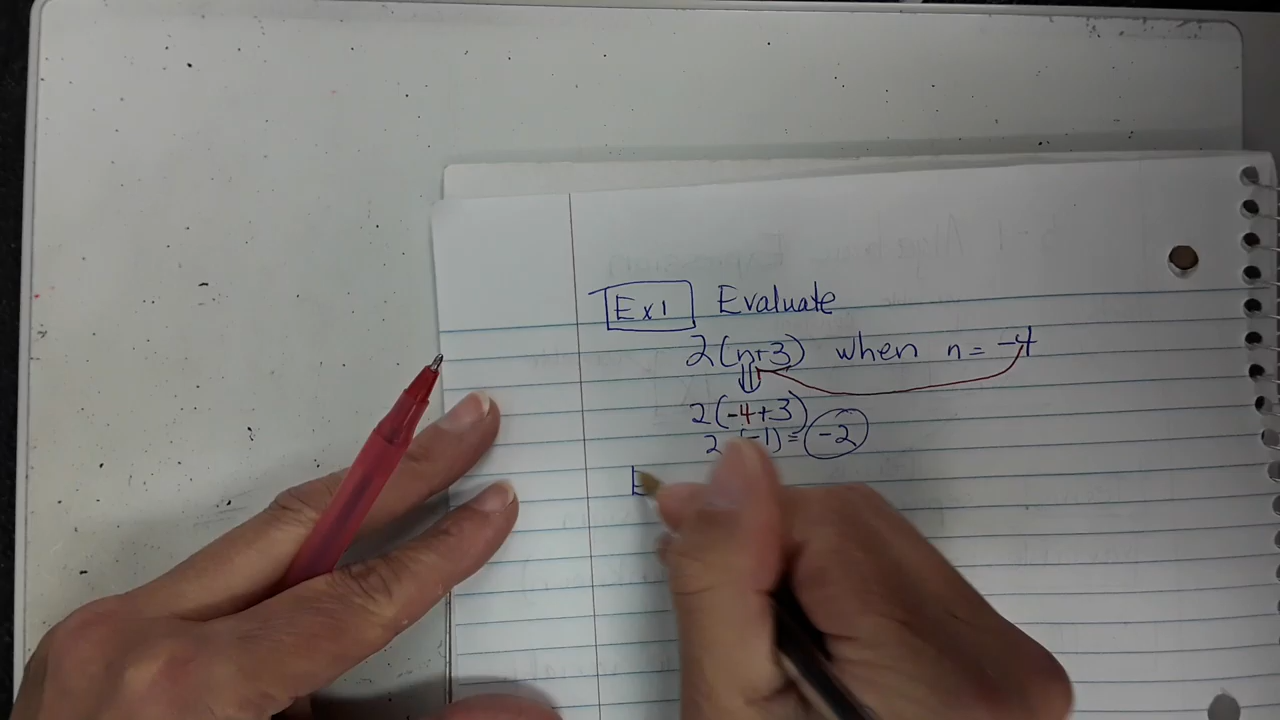 Ex1 Evaluate
2(n+3) when n = -4
2(-4+3)
2 (-1) = -2
E